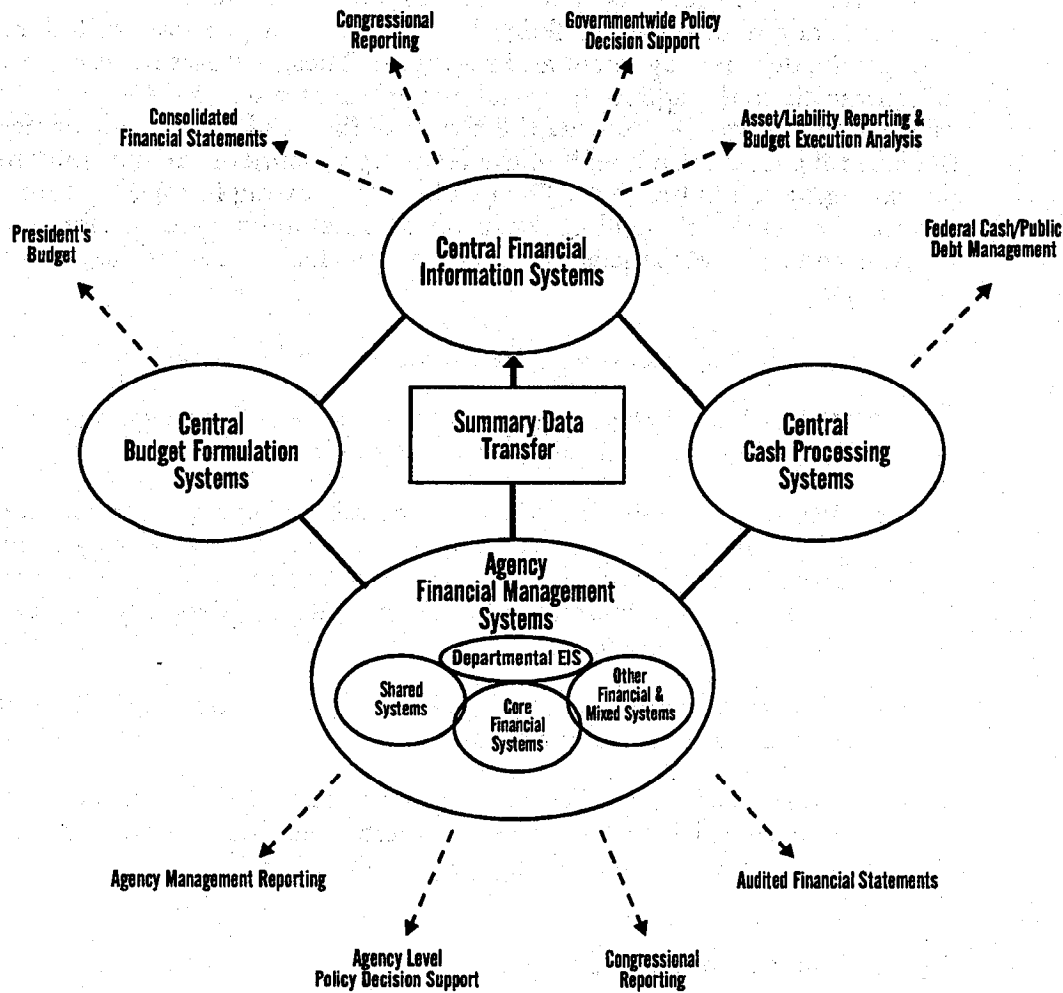 Congressional
Reporting
Governmentwide Policy
Decision Support
Consolidated
Financial Statements
Asset/Liability Reporting &
Budget Execution Analysis
President's
Budget
Federal Cash/Public
Debt Management
Central Financial
Information Systems
Central
Budget Formulation
Systems
Summary Data
Transfer
Central
Cash Processing
Systems
Agency
Financial Management
Systems
Departmental EIS
Shared
Systems
Core
Financial
Systems
Other
Financial &
Mixed Systems
Agency Management Reporting
Audited Financial Statements
Agency Level
Policy Decision Support
Congressional
Reporting